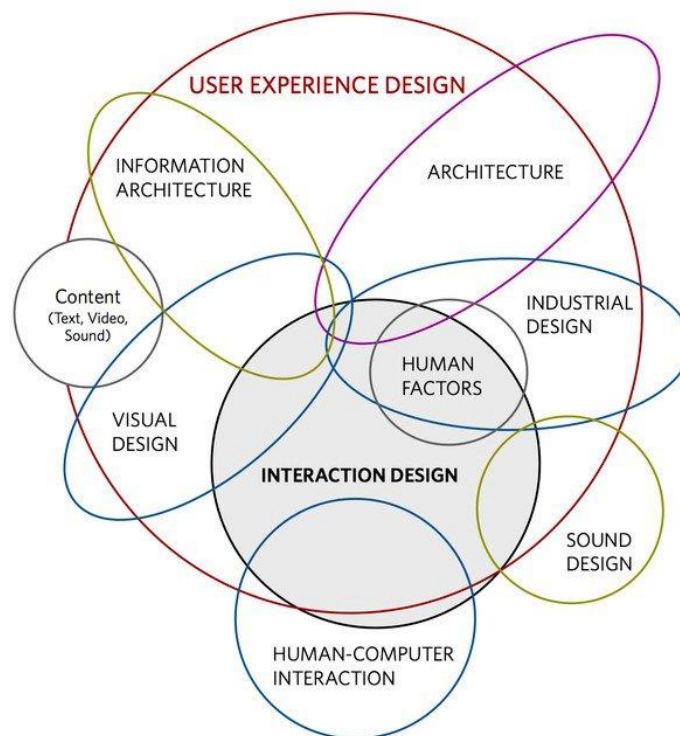 USER EXPERIENCE DESIGN
INFORMATION
ARCHITECTURE
ARCHITECTURE
Content
(Text, Video,
Sound)
INDUSTRIAL
DESIGN
HUMAN
FACTORS
VISUAL
DESIGN
INTERACTION DESIGN
SOUND
DESIGN
HUMAN-COMPUTER
INTERACTION